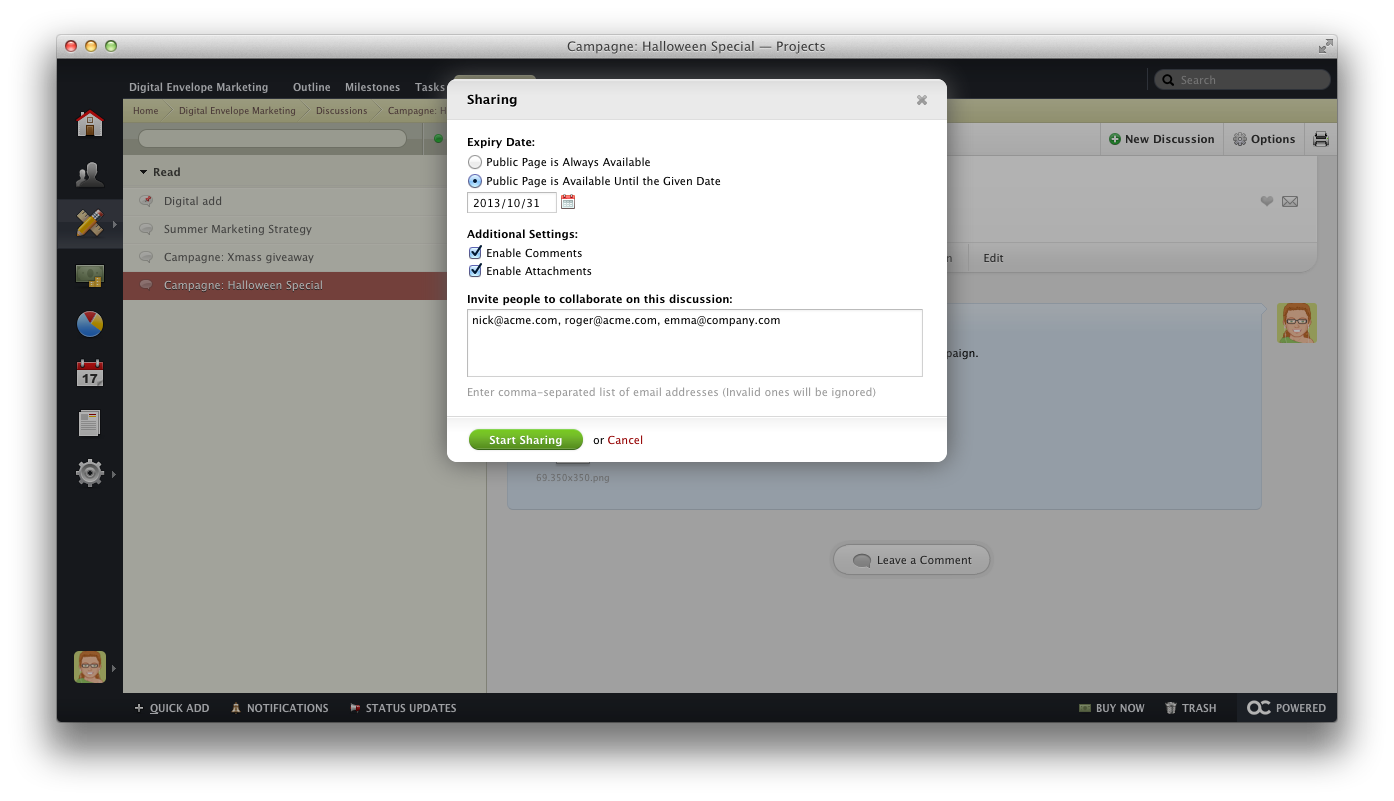 Campagne: Halloween Special — Projects
Digital Envelope Marketing Outline Milestones Tasks
Search
Home Digital Envelope Marketing Discussions Campagne: H
New Discussion Options
Read
Digital add
Summer Marketing Strategy
Campagne: Xmass giveaway
Campagne: Halloween Special
Sharing
Expiry Date:
Public Page is Always Available
Public Page is Available Until the Given Date
2013/10/31
Additional Settings:
Enable Comments
Enable Attachments
Invite people to collaborate on this discussion:
nick@acme.com, roger@acme.com, emma@company.com
Enter comma-separated list of email addresses (Invalid ones will be ignored)
Start Sharing or Cancel
n Edit
paign.
17
69.350x350.png
Leave a Comment
+ QUICK ADD NOTIFICATIONS STATUS UPDATES
BUY NOW TRASH POWERED